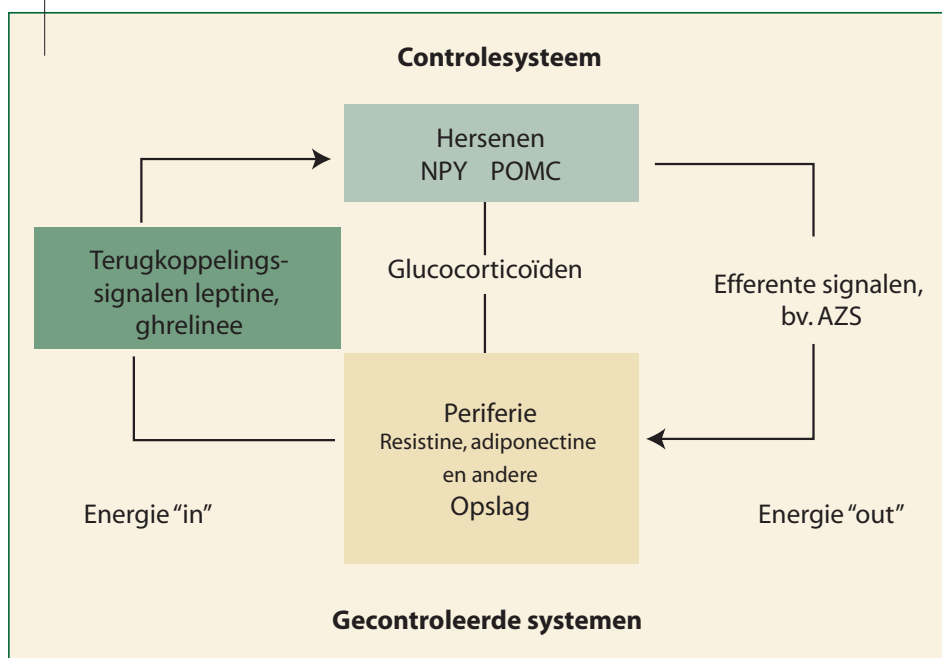 Controlesysteem
Hersenen
NPY POMC
Terugkoppelings-
signalen leptine,
ghrelinee
Glucocorticoïden
Efferente signalen,
bv. AZS
Periferie
Resistine, adiponectine
en andere
Opslag
Energie “in”
Energie “out”
Gecontroleerde systemen